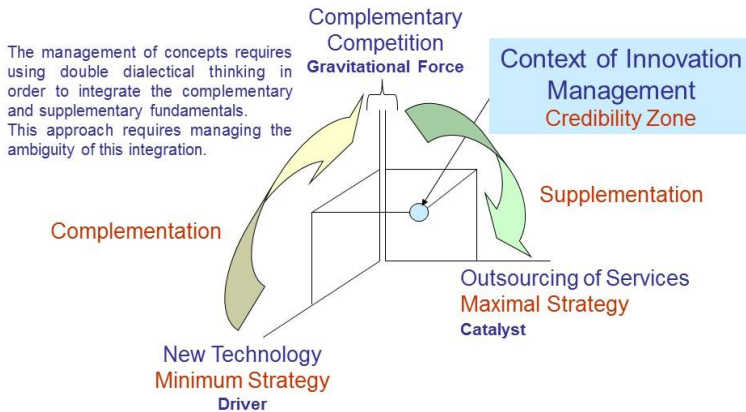 Complementary
Competition
Gravitational Force
The management of concepts requires
using double dialectical thinking in
order to integrate the complementary
and supplementary fundamentals.
This approach requires managing the
ambiguity of this integration.
Context of Innovation
Management
Credibility Zone
Complementation
Supplementation
Outsourcing of Services
Maximal Strategy
Catalyst
New Technology
Minimum Strategy
Driver